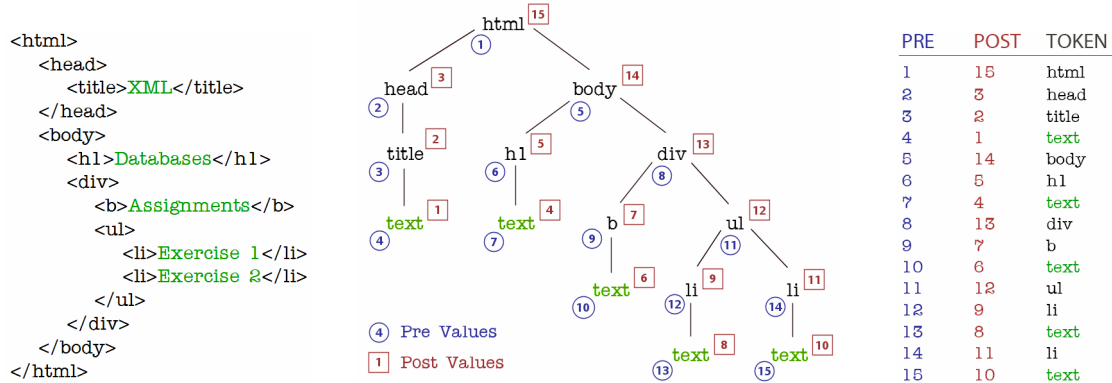 <html>
<head>
<title>XML</title>
</head>
<body>
<h1>Databases</h1>
<div>
<b>Assignments</b>
<ul>
<li>Exercise 1</li>
<li>Exercise 2</li>
</ul>
</div>
</body>
</html>
html 15
1
head 3
2
body 14
5
title 2
3
h1 5
6
div 13
8
text 1
4
text 4
7
b 7
9
ul 12
11
text 6
10
li 9
12
li 11
14
text 8
13
text 10
15
4 Pre Values
1 Post Values
PRE POST TOKEN
1 15 html
2 3 head
3 2 title
4 1 text
5 14 body
6 5 h1
7 4 text
8 13 div
9 7 b
10 6 text
11 12 ul
12 9 li
13 8 text
14 11 li
15 10 text